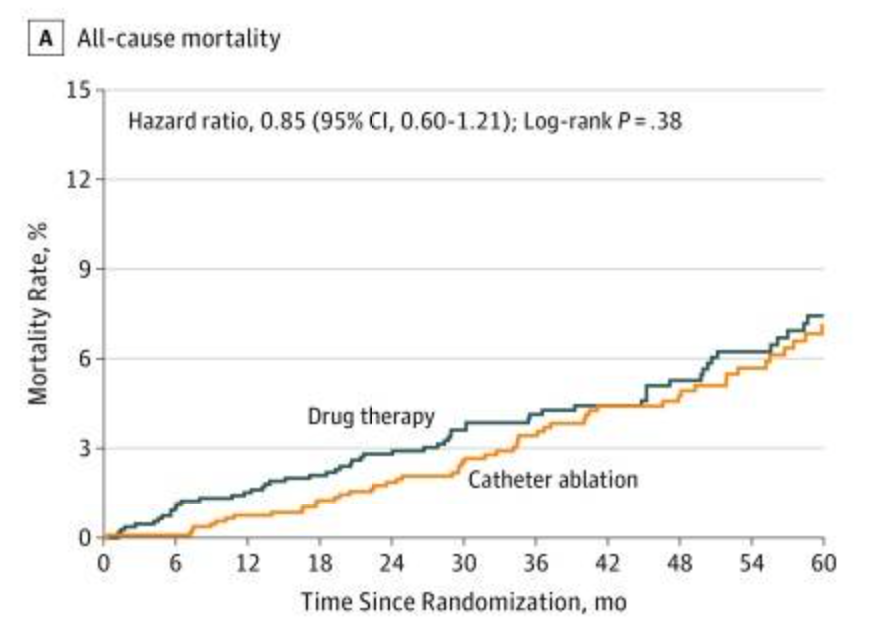 A All-cause mortality
15
Hazard ratio, 0.85 (95% CI, 0.60-1.21); Log-rank P = .38
12
9
6
3
0
Mortality Rate, %
Drug therapy
Catheter ablation
0 6 12 18 24 30 36 42 48 54 60
Time Since Randomization, mo